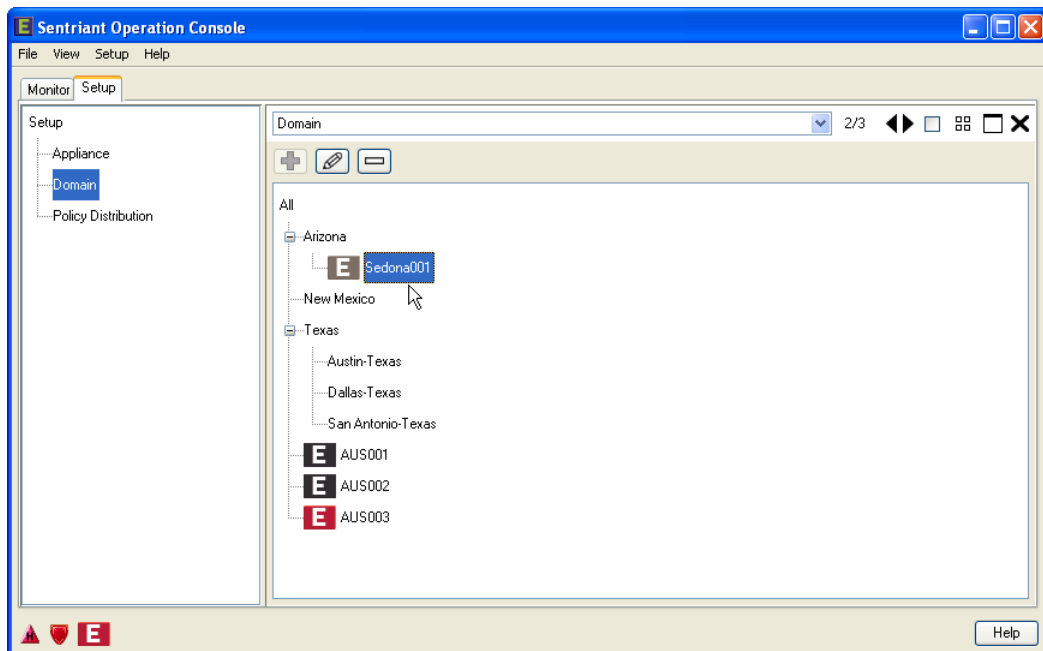 E Sentriant Operation Console
File View Setup Help
Monitor Setup
Setup
Appliance
Domain
Policy Distribution
Domain 2/3
All
Arizona
E Sedona001
New Mexico
Texas
Austin-Texas
Dallas-Texas
San Antonio-Texas
E AUS001
E AUS002
E AUS003
H E Help